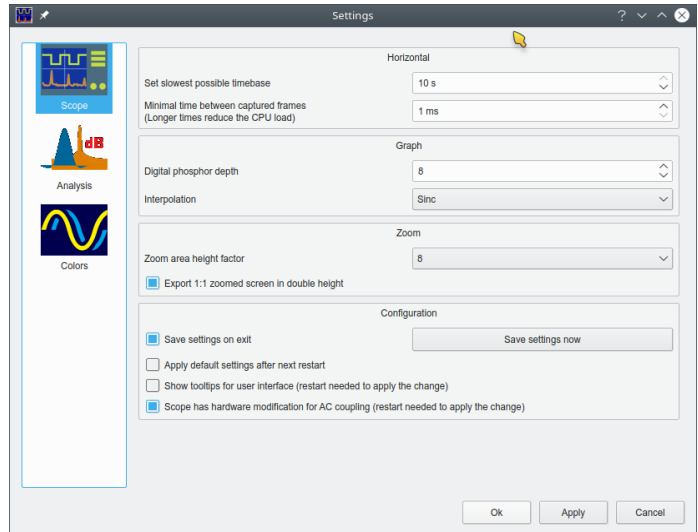 Settings
?
Scope
dB
Analysis
Colors
Horizontal
Set slowest possible timebase
10 s
Minimal time between captured frames
(Longer times reduce the CPU load)
1 ms
Graph
Digital phosphor depth
8
Interpolation
Sinc
Zoom
Zoom area height factor
8
Export 1:1 zoomed screen in double height
Configuration
Save settings on exit
Save settings now
Apply default settings after next restart
Show tooltips for user interface (restart needed to apply the change)
Scope has hardware modification for AC coupling (restart needed to apply the change)
Ok
Apply
Cancel